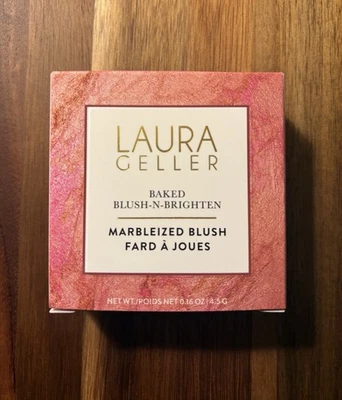 LAURA
GELLER
BAKED
BLUSH-N-BRIGHTEN
MARBLEIZED BLUSH
FARD À JOUES
NET WT./POIDS NET 0.16 OZ | 4.5 G